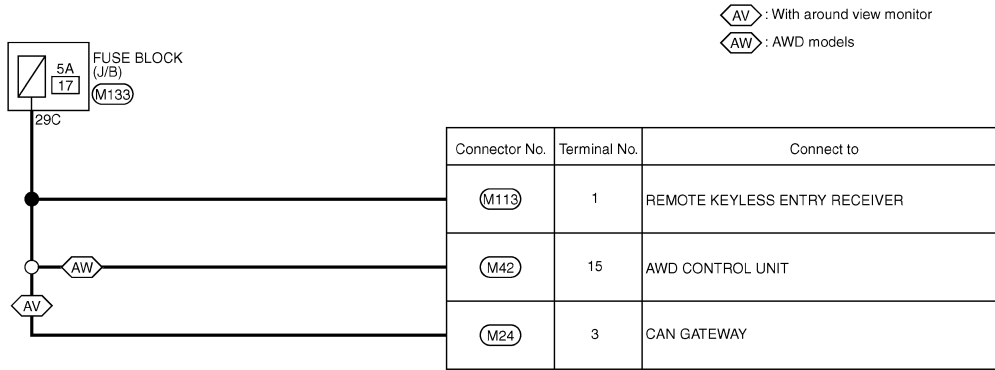 AV : With around view monitor
AW : AWD models
FUSE BLOCK
(J/B)
5A
17
M133
29C
Connector No. Terminal No. Connect to
M113 1 REMOTE KEYLESS ENTRY RECEIVER
AW
M42 15 AWD CONTROL UNIT
AV
M24 3 CAN GATEWAY